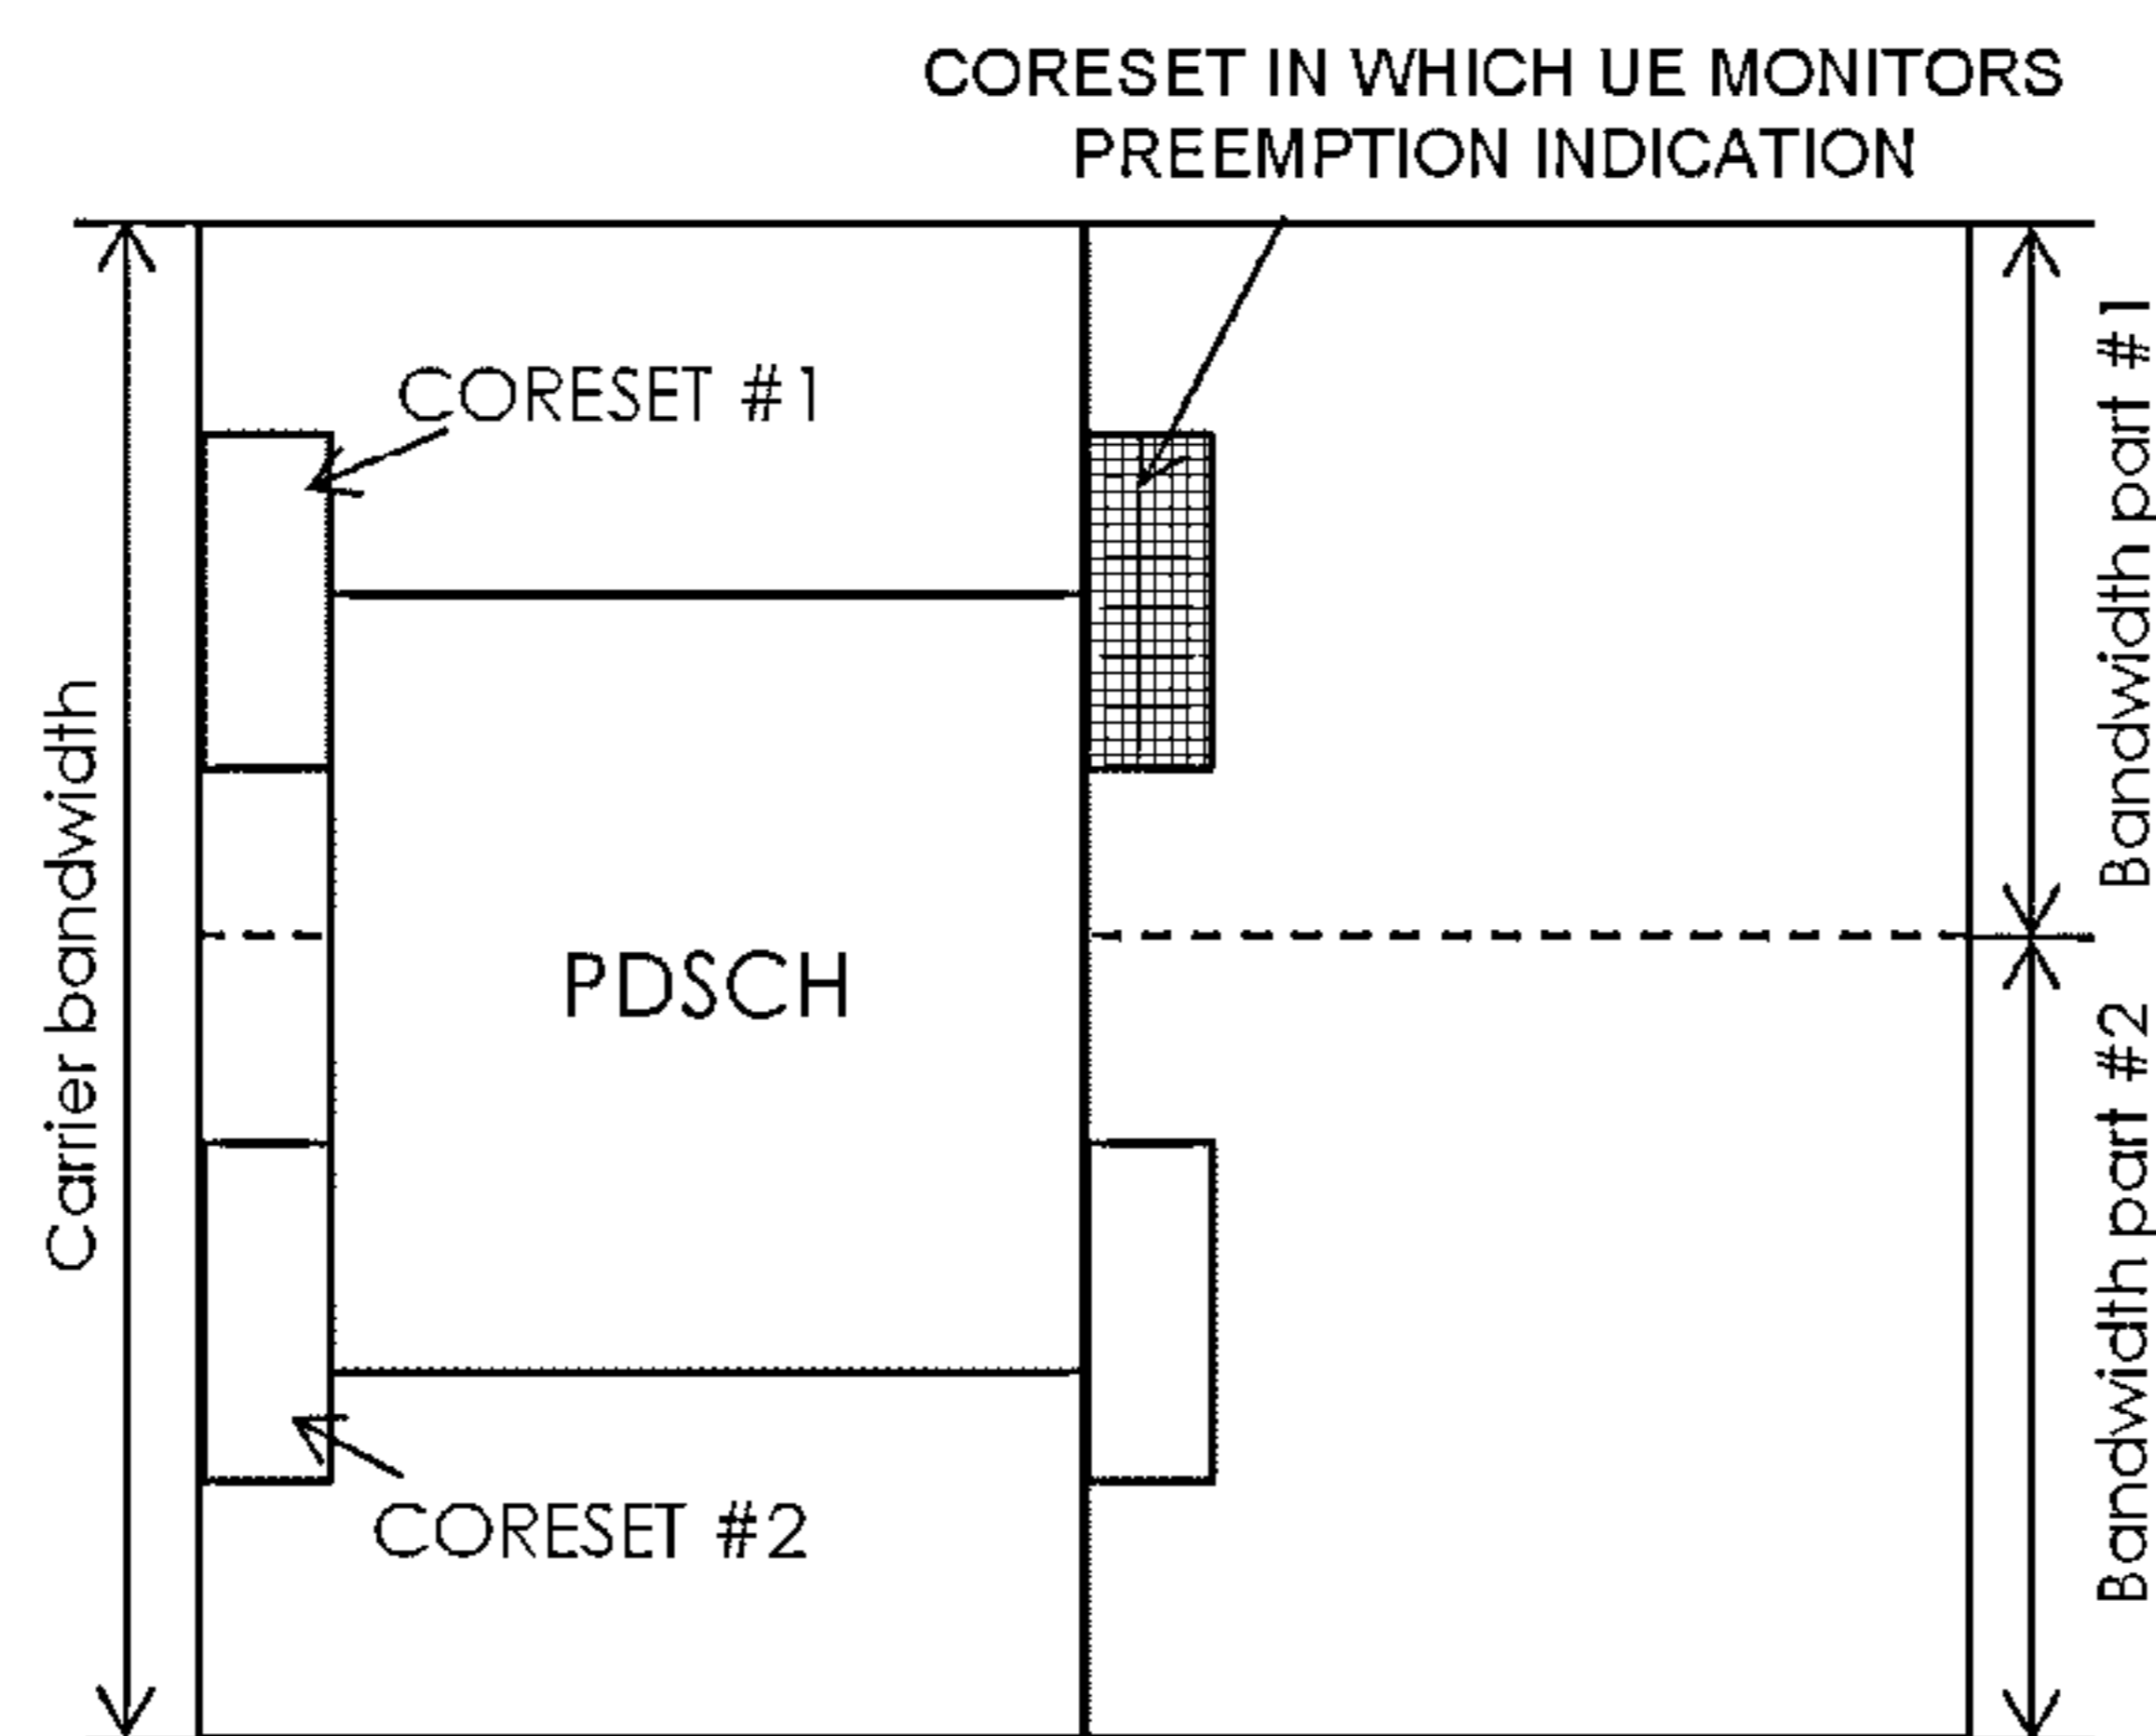 CORESET IN WHICH UE MONITORS
PREEMPTION INDICATION
CORESET #1
Carrier bandwidth
PDSCH
CORESET #2
Bandwidth part #1
Bandwidth part #2